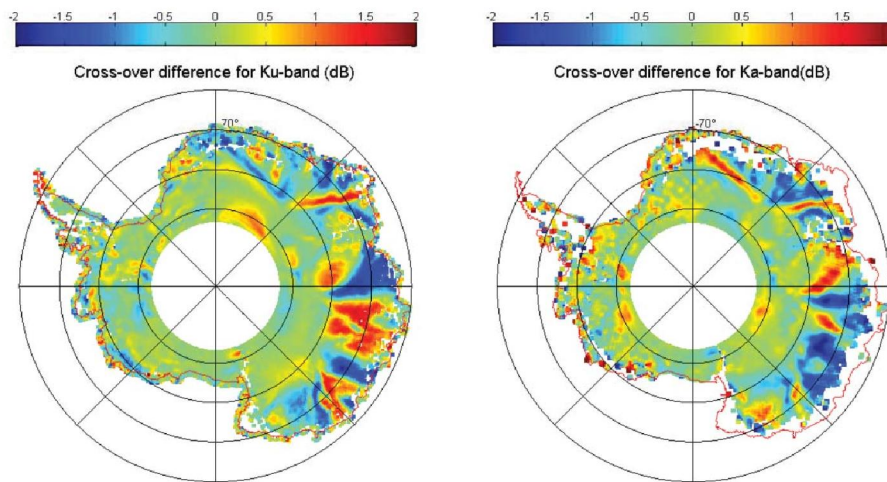 -2 -1.5 -1 -0.5 0 0.5 1 1.5 2
Cross-over difference for Ku-band (dB)
-70°
-2 -1.5 -1 -0.5 0 0.5 1 1.5
Cross-over difference for Ka-band(dB)
-70°